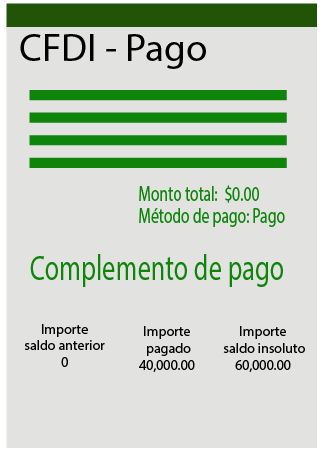 CFDI - Pago
Monto total: $0.00
Método de pago: Pago
Complemento de pago
Importe
saldo anterior
0
Importe
pagado
40,000.00
Importe
saldo insoluto
60,000.00